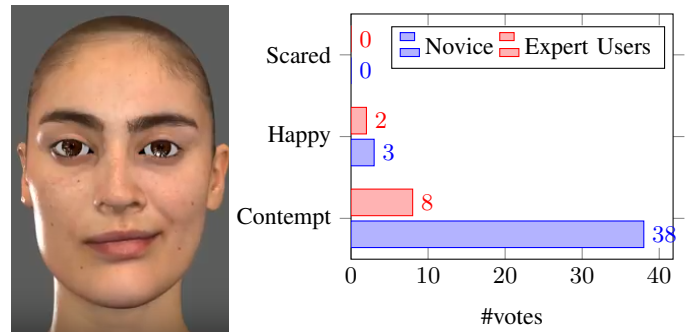 Novice Expert Users
Scared
0
0
Happy
2
3
Contempt
8
38
0 10 20 30 40
#votes